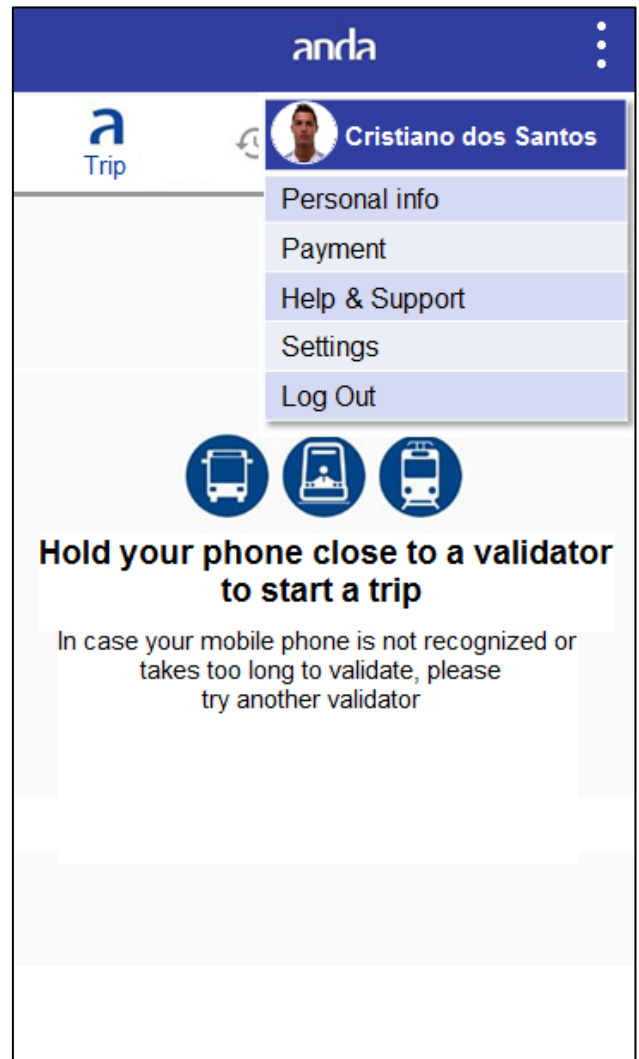 anda
a
Trip
Cristiano dos Santos
Personal info
Payment
Help & Support
Settings
Log Out
Hold your phone close to a validator
to start a trip
In case your mobile phone is not recognized or
takes too long to validate, please
try another validator